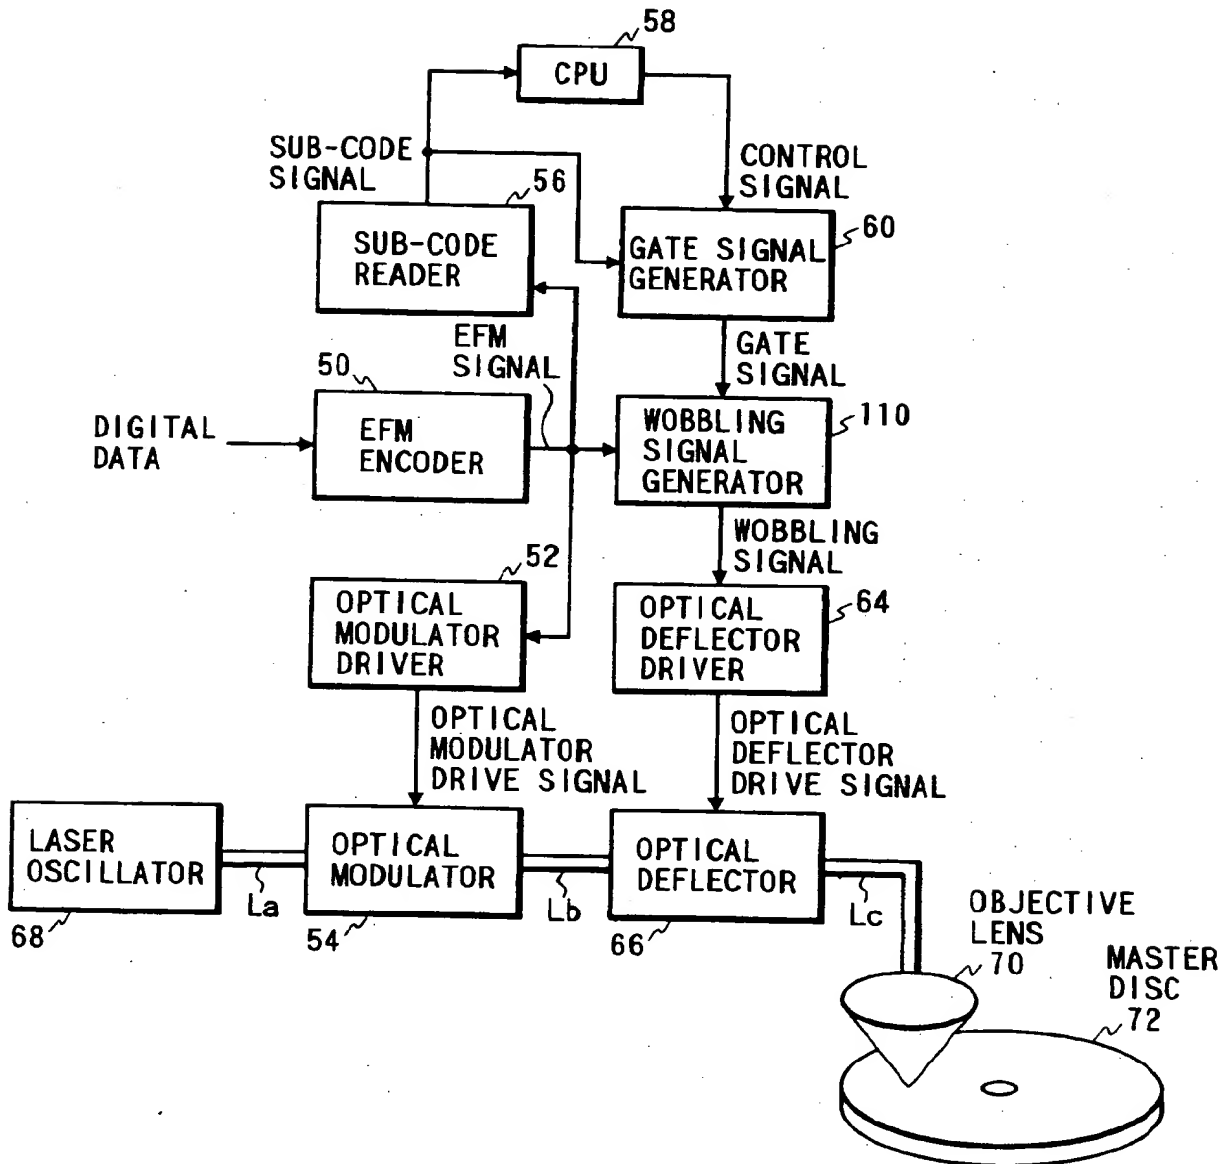 58
CPU
SUB-CODE
SIGNAL
CONTROL
SIGNAL
56
60
SUB-CODE
READER
GATE SIGNAL
GENERATOR
EFM
SIGNAL
GATE
SIGNAL
50
110
DIGITAL
DATA
EFM
ENCODER
WOBBLING
SIGNAL
GENERATOR
WOBBLING
SIGNAL
52
64
OPTICAL
MODULATOR
DRIVER
OPTICAL
DEFLECTOR
DRIVER
OPTICAL
MODULATOR
DRIVE SIGNAL
OPTICAL
DEFLECTOR
DRIVE SIGNAL
LASER
OSCILLATOR
OPTICAL
MODULATOR
OPTICAL
DEFLECTOR
La
Lb
Lc
68
54
66
OBJECTIVE
LENS
70
MASTER
DISC
72